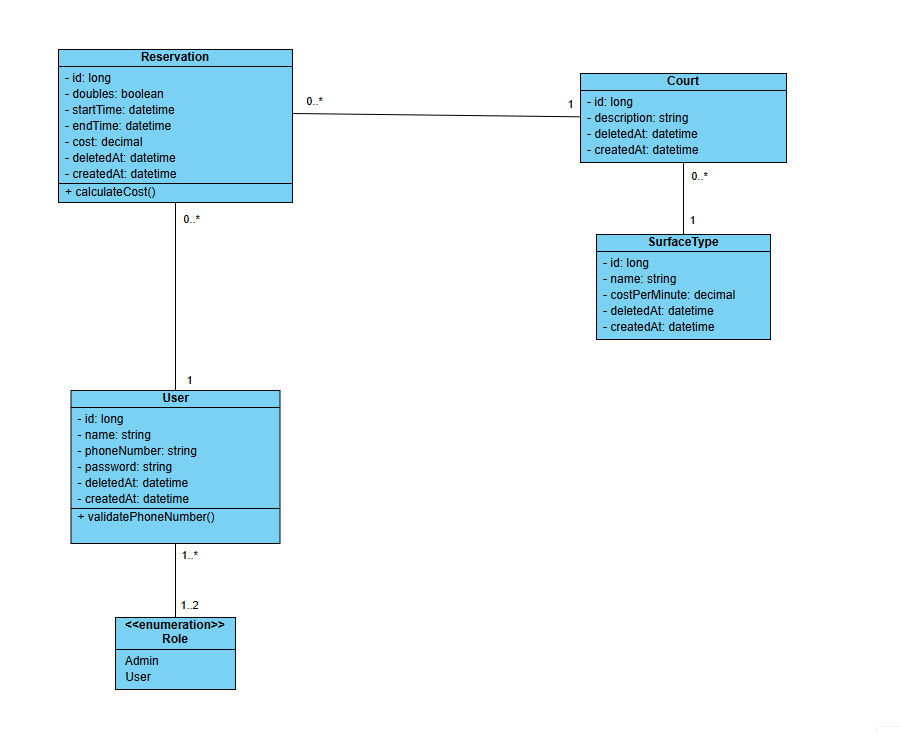 Reservation
- id: long
- doubles: boolean
- startTime: datetime
- endTime: datetime
- cost: decimal
- deletedAt: datetime
- createdAt: datetime
+ calculateCost()
0..*
1
Court
- id: long
- description: string
- deletedAt: datetime
- createdAt: datetime
0..*
1
SurfaceType
- id: long
- name: string
- costPerMinute: decimal
- deletedAt: datetime
- createdAt: datetime
0..*
1
User
- id: long
- name: string
- phoneNumber: string
- password: string
- deletedAt: datetime
- createdAt: datetime
+ validatePhoneNumber()
1..*
1..2
<<enumeration>>
Role
Admin
User